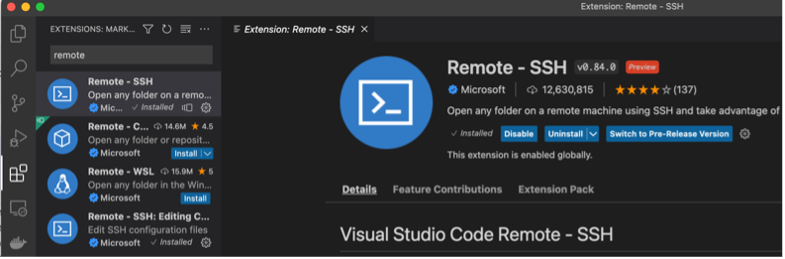 Extension: Remote - SSH
EXTENSIONS: MARK...
Extension: Remote - SSH
remote
Remote - SSH
Open any folder on a remo...
Mic... Installed
Remote - C... 14.6M 4.5
Open any folder or reposit...
Microsoft Install
Remote - WSL 15.9M 5
Open any folder in the Win...
Microsoft Install
Remote - SSH: Editing C...
Edit SSH configuration files
Microsoft Installed
Remote - SSH v0.84.0 Preview
Microsoft 12,630,815 (137)
Open any folder on a remote machine using SSH and take advantage of
Installed Disable Uninstall Switch to Pre-Release Version
This extension is enabled globally.
Details Feature Contributions Extension Pack
Visual Studio Code Remote - SSH